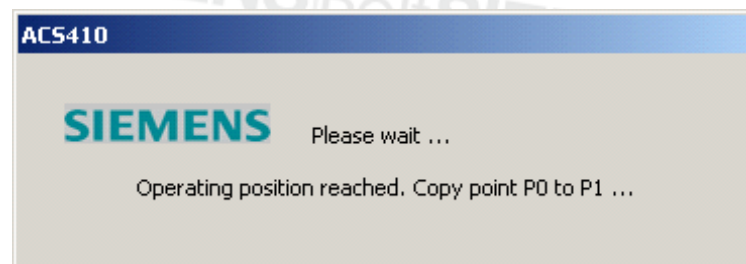 ACS410
SIEMENS Please wait ...
Operating position reached. Copy point P0 to P1 ...